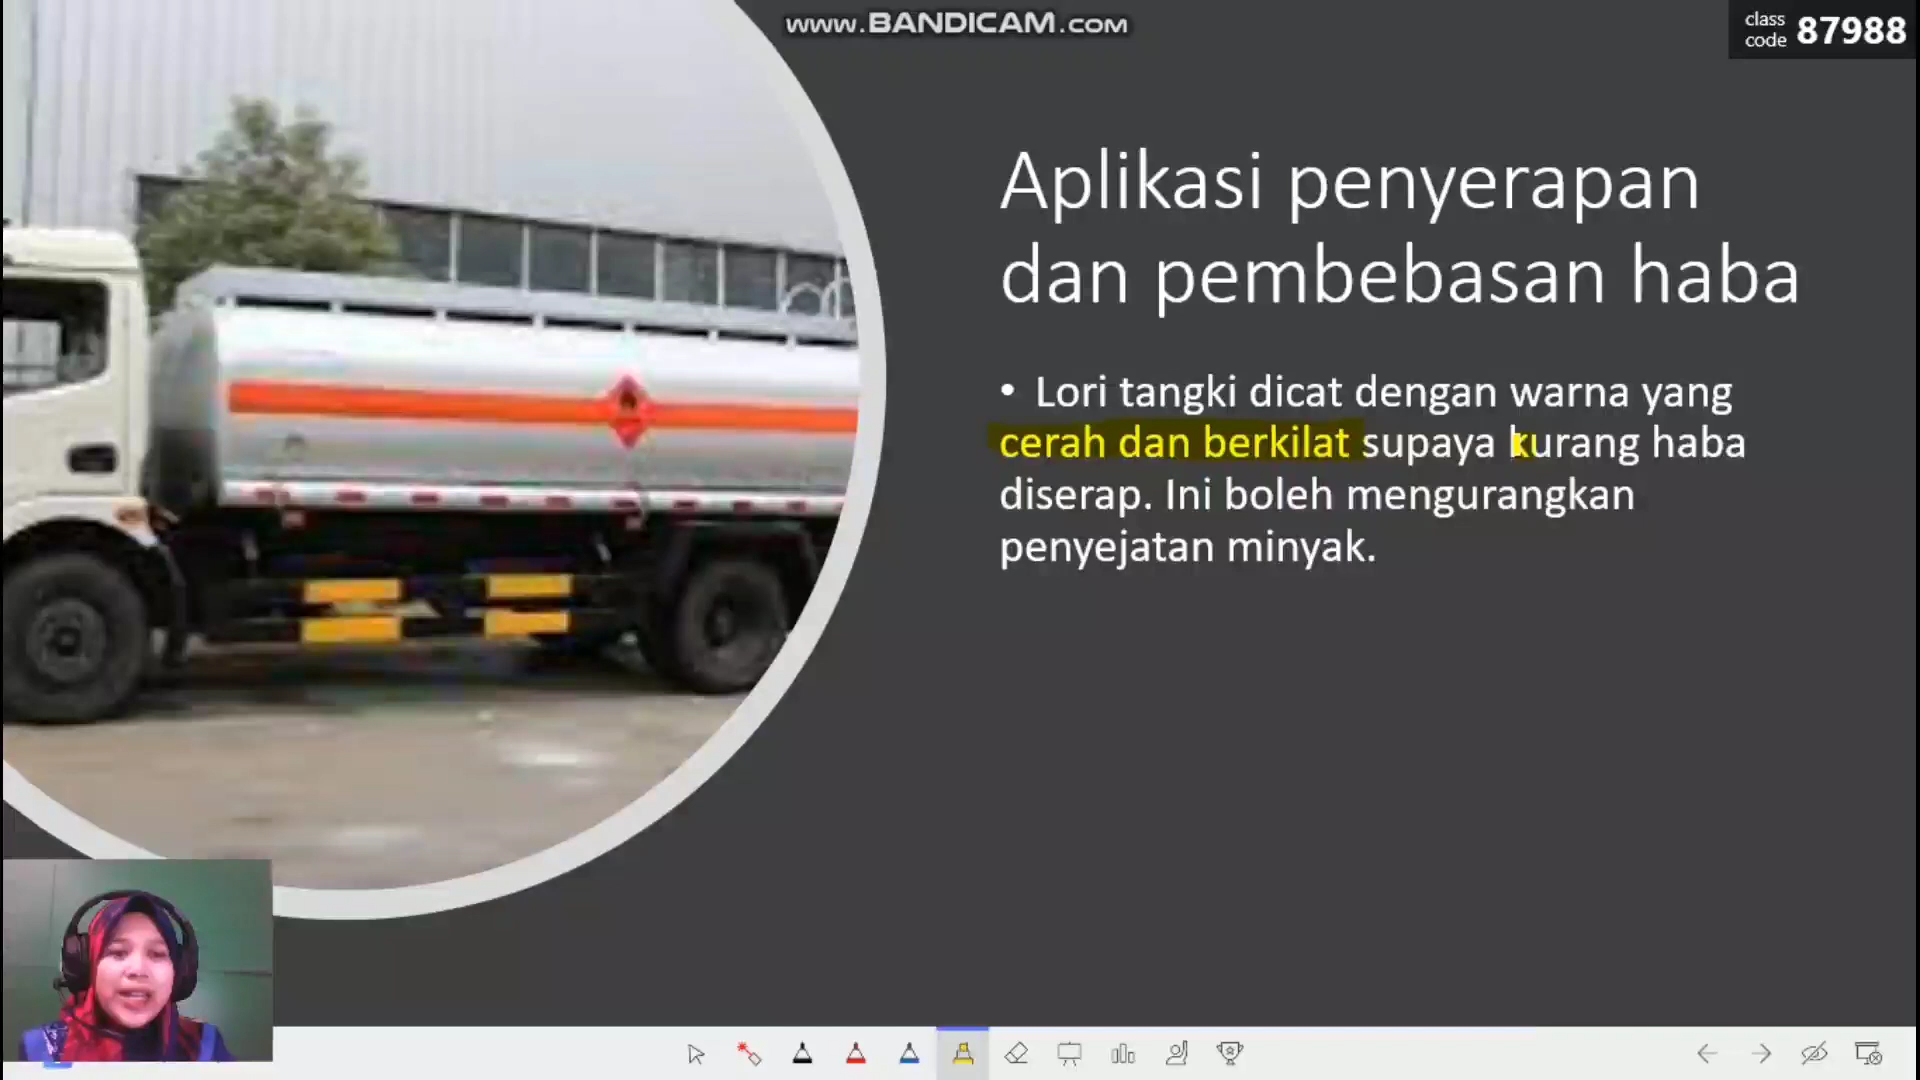 www.BANDICAM.com
class
code 87988
Aplikasi penyerapan
dan pembebasan haba
• Lori tangki dicat dengan warna yang
cerah dan berkilat supaya kurang haba
diserap. Ini boleh mengurangkan
penyejatan minyak.